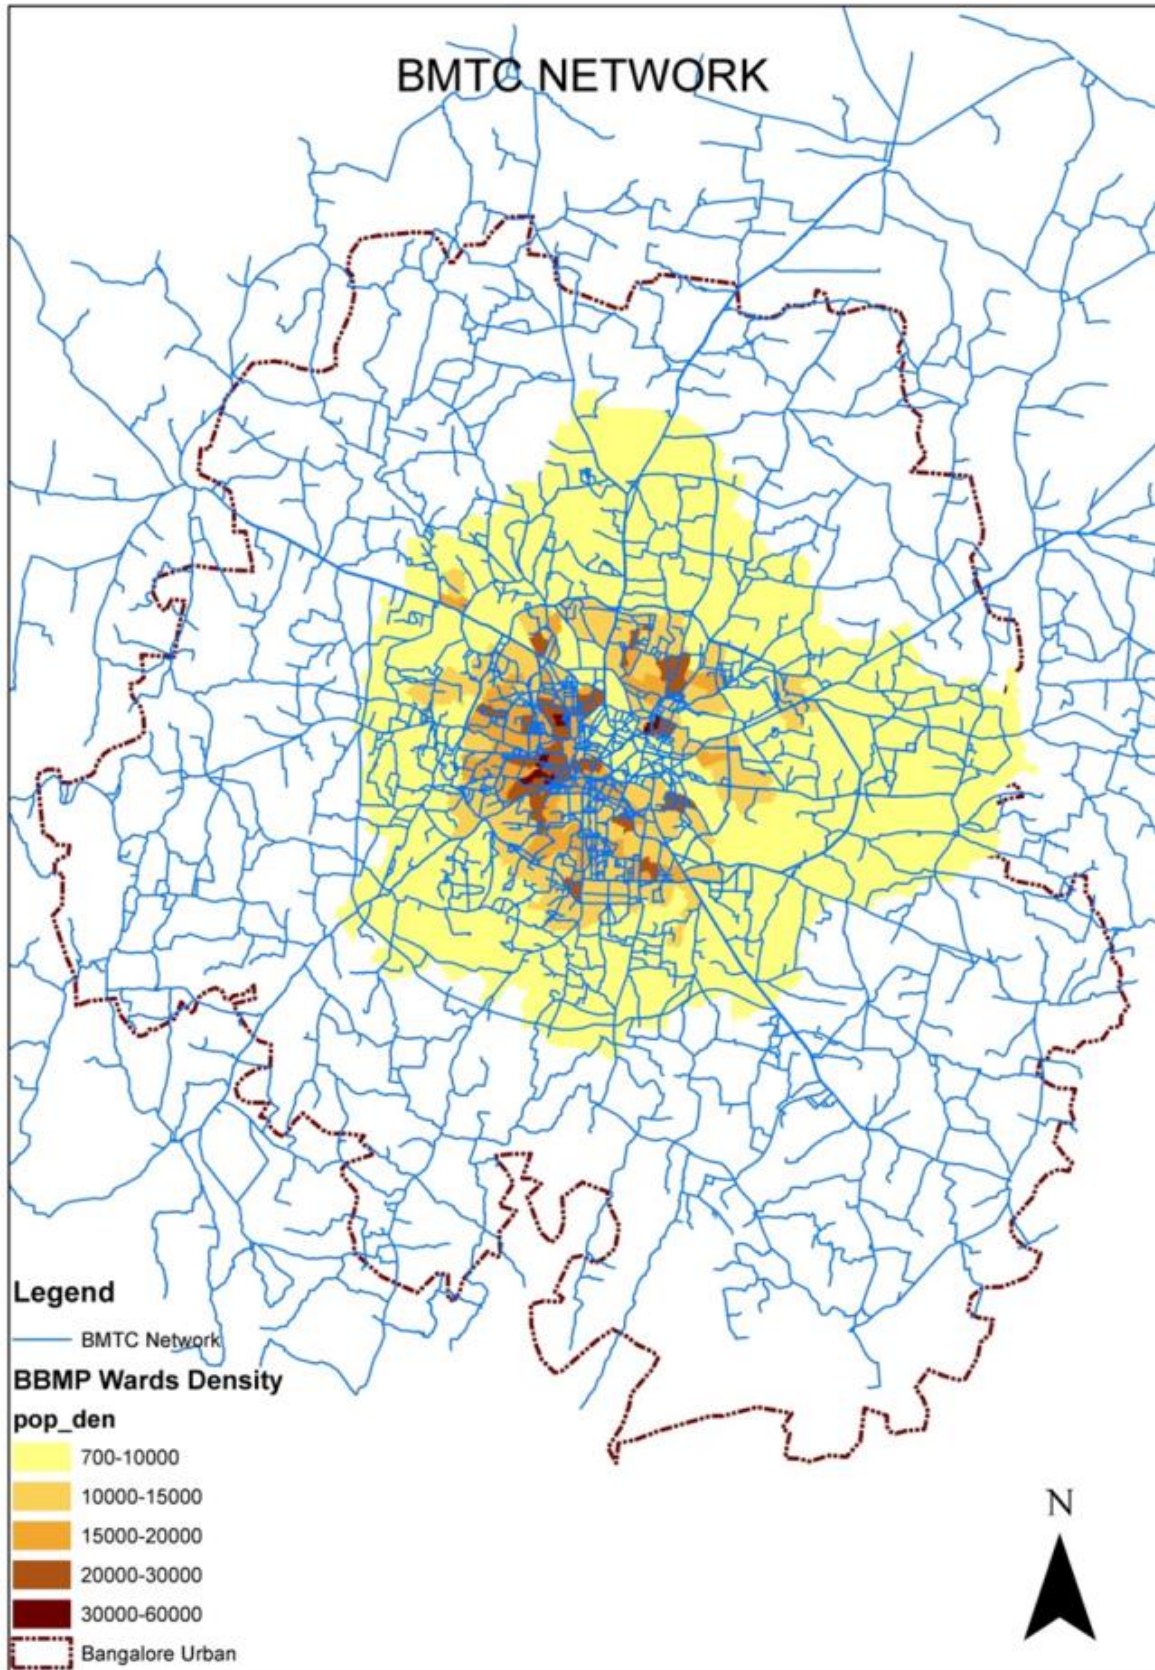 BMTC NETWORK
Legend
BMTC Network
BBMP Wards Density
pop_den
700-10000
10000-15000
15000-20000
20000-30000
30000-60000
Bangalore Urban
N